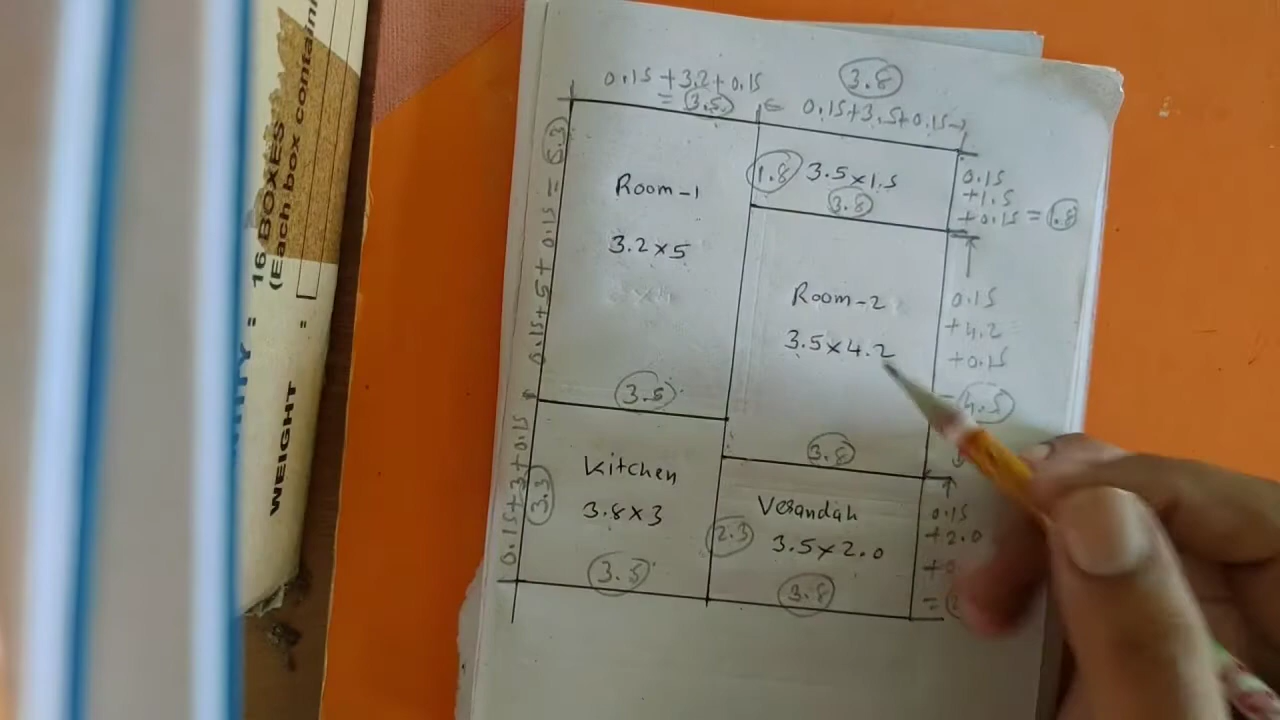 16 BOXES
(Each box contain
WEIGHT :
0.15 + 3.2 + 0.15
= 3.5
3.8
0.15+3.5+0.15
0.15+5+0.15 = 5.3
Room-1
3.2×5
3.5
1.8
3.5×1.5
3.8
0.15
+1.5
+0.15 = 1.8
Room-2
3.5×4.2
3.8
0.15
+4.2
+0.15
= 4.5
0.15+3+0.15
3.3
Kitchen
3.8×3
3.5
Verandah
2.3
3.5×2.0
3.8
0.15
+2.0